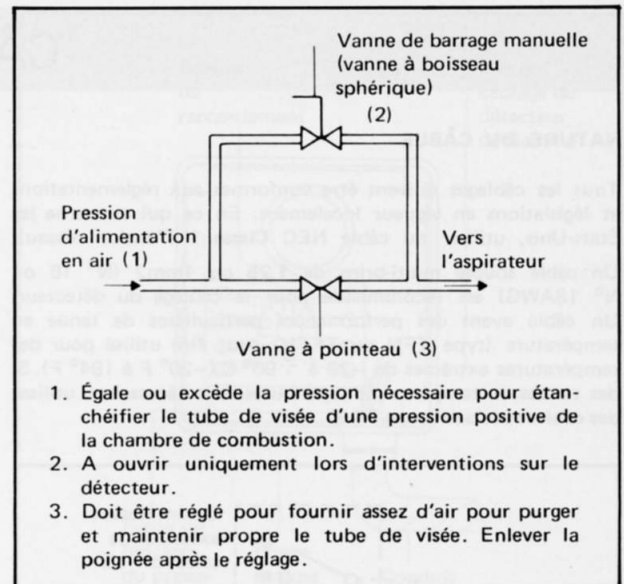 Vanne de barrage manuelle
(vanne à boisseau
sphérique)
(2)
Pression
d'alimentation
en air (1)
Vers
l'aspirateur
Vanne à pointeau (3)
1. Égale ou excède la pression nécessaire pour étan-
chéifier le tube de visée d'une pression positive de
la chambre de combustion.
2. A ouvrir uniquement lors d'interventions sur le
détecteur.
3. Doit être réglé pour fournir assez d'air pour purger
et maintenir propre le tube de visée. Enlever la
poignée après le réglage.